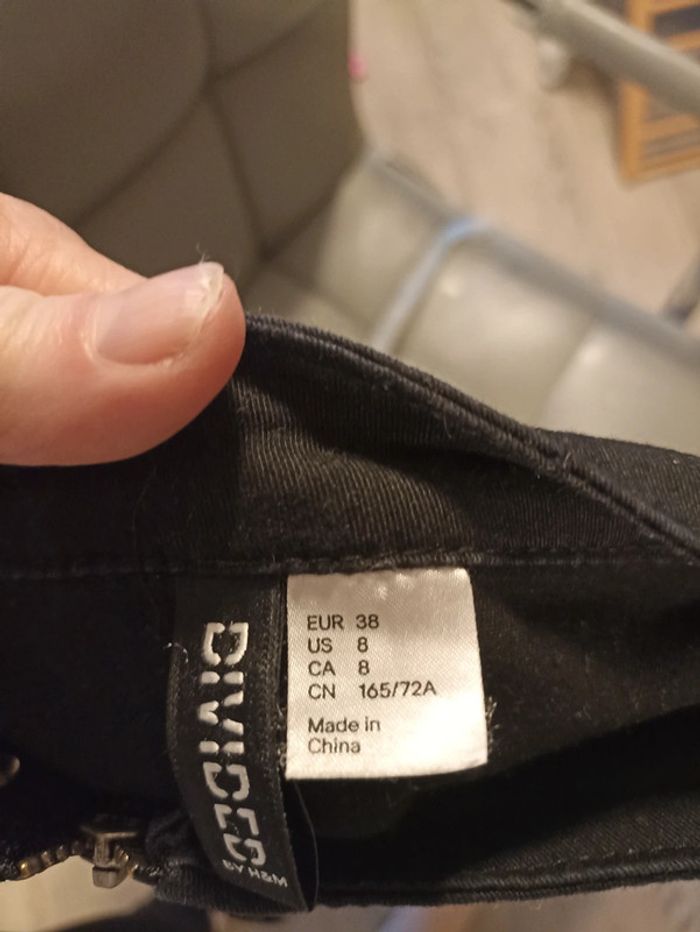 DIVIDED
BY H&M
EUR 38
US 8
CA 8
CN 165/72A
Made in
China